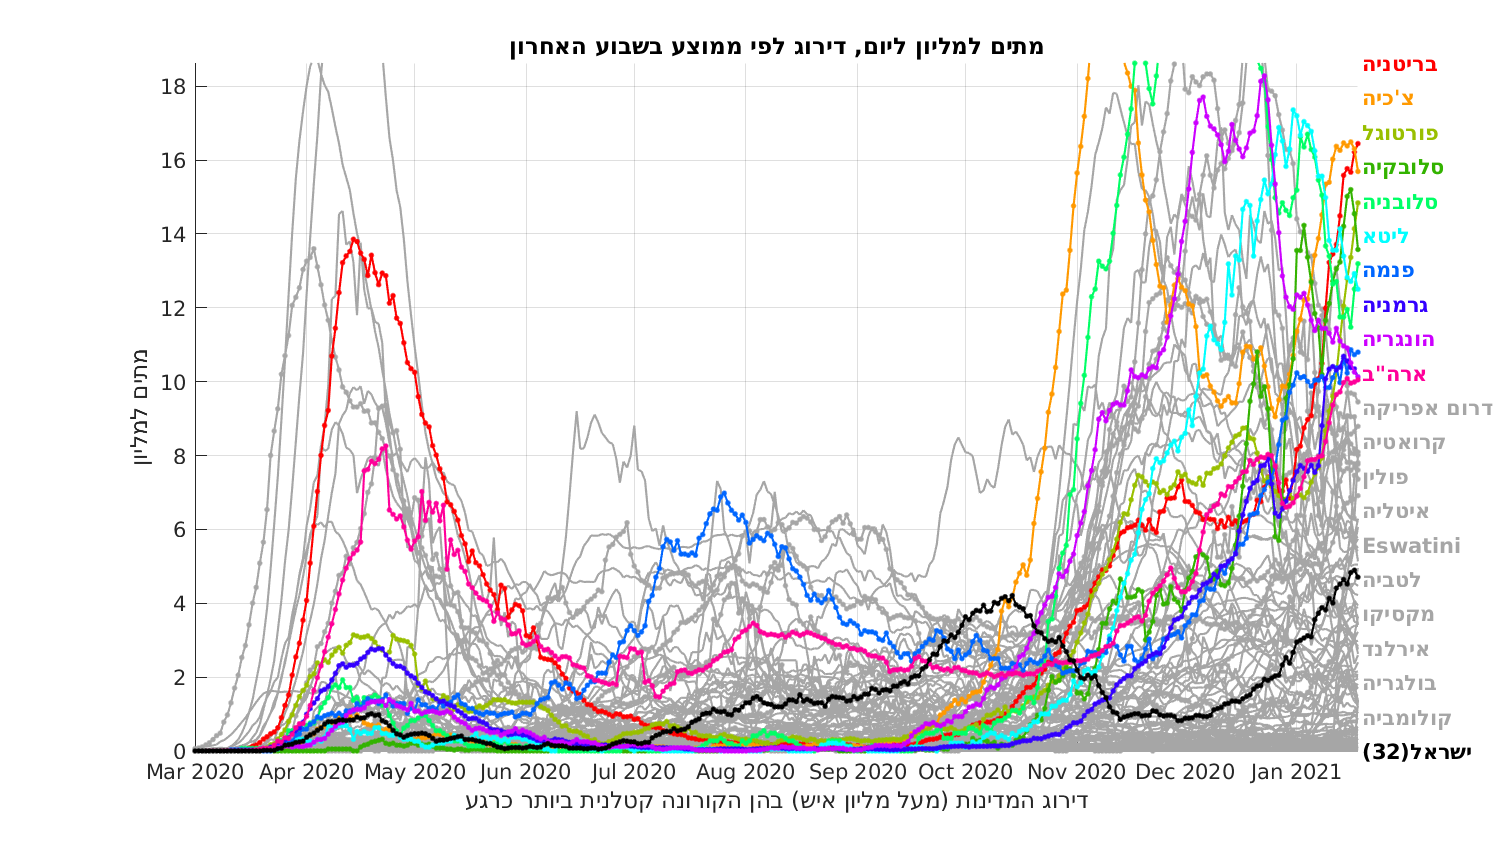 מתים למליון ליום, דירוג לפי ממוצע בשבוע האחרון
מתים למליון
18
16
14
12
10
8
6
4
2
0
Mar 2020 Apr 2020 May 2020 Jun 2020 Jul 2020 Aug 2020 Sep 2020 Oct 2020 Nov 2020 Dec 2020 Jan 2021
דירוג המדינות (מעל מליון איש) בהן הקורונה קטלנית ביותר כרגע
בריטניה
צ'כיה
פורטוגל
סלובקיה
סלובניה
ליטא
פנמה
גרמניה
הונגריה
ארה"ב
דרום אפריקה
קרואטיה
פולין
איטליה
Eswatini
לטביה
מקסיקו
אירלנד
בולגריה
קולומביה
ישראל(32)